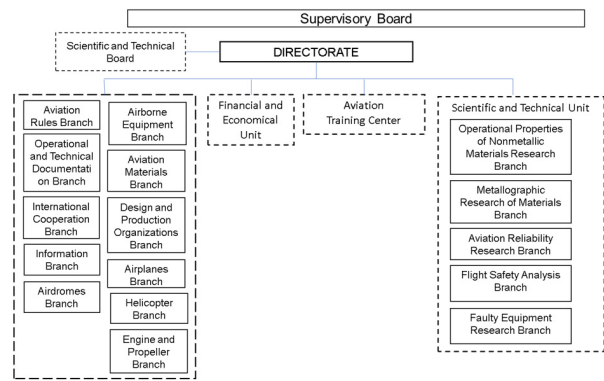 Supervisory Board
Scientific and Technical
Board
DIRECTORATE
Aviation
Rules Branch
Operational
and Technical
Documentati
on Branch
International
Cooperation
Branch
Information
Branch
Airdromes
Branch
Airborne
Equipment
Branch
Aviation
Materials
Branch
Design and
Production
Organizations
Branch
Airplanes
Branch
Helicopter
Branch
Engine and
Propeller
Branch
Financial and
Economical
Unit
Aviation
Training Center
Scientific and Technical Unit
Operational Properties
of Nonmetallic
Materials Research
Branch
Metallographic
Research of Materials
Branch
Aviation Reliability
Research Branch
Flight Safety Analysis
Branch
Faulty Equipment
Research Branch